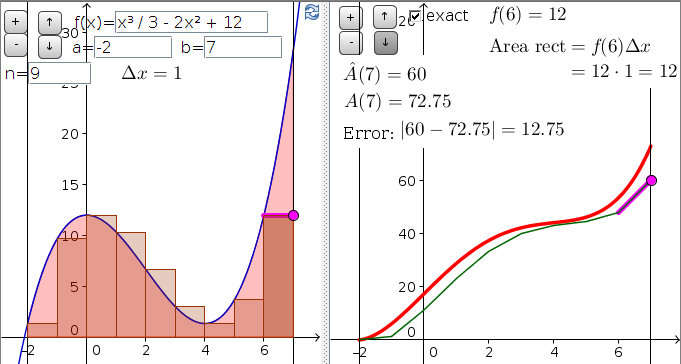 + ↑ f(x)= x³ / 3 - 2x² + 12
- ↓ a= -2 b= 7
n= 9 Δx = 1
30
25
20
15
10
5
0
-2 0 2 4 6
+ ↑ exact f(6) = 12
- ↓ Area rect = f(6)Δx
Â(7) = 60 = 12 · 1 = 12
A(7) = 72.75
Error: |60 − 72.75| = 12.75
60
40
20
0
-2 0 2 4 6